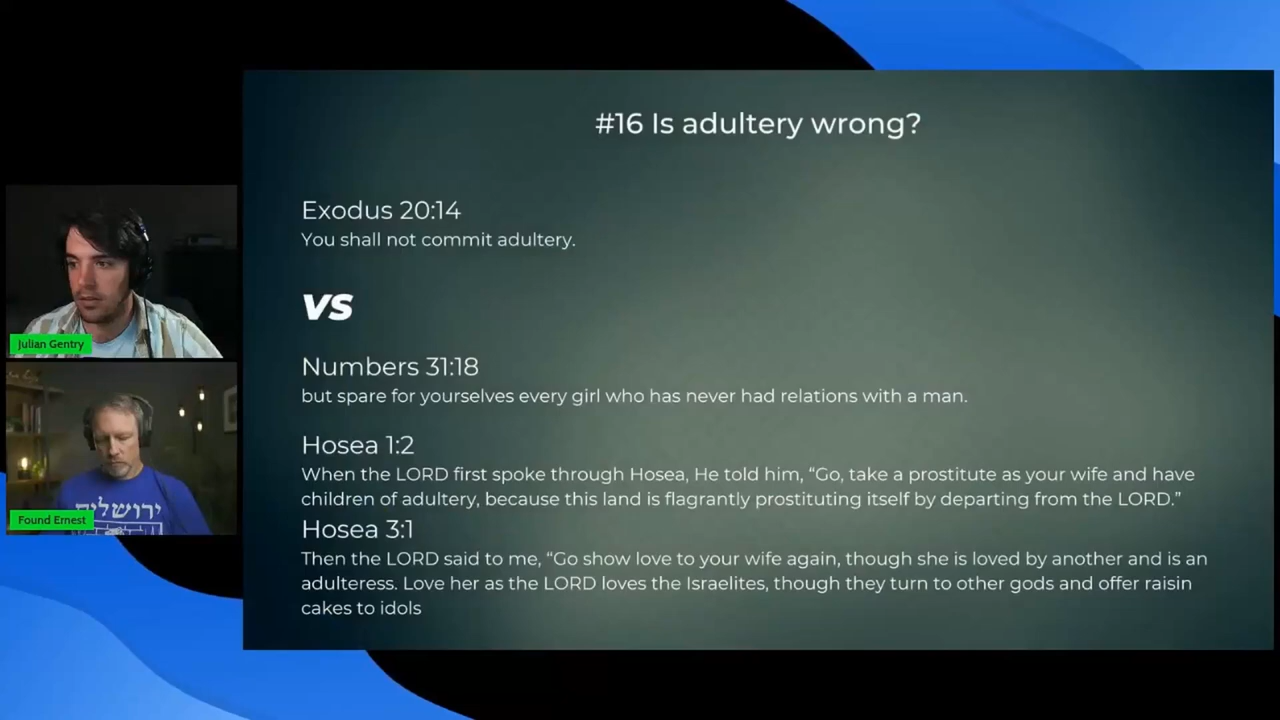 #16 Is adultery wrong?
Exodus 20:14
You shall not commit adultery.
VS
Numbers 31:18
but spare for yourselves every girl who has never had relations with a man.
Hosea 1:2
When the LORD first spoke through Hosea, He told him, “Go, take a prostitute as your wife and have
children of adultery, because this land is flagrantly prostituting itself by departing from the LORD.”
Hosea 3:1
Then the LORD said to me, “Go show love to your wife again, though she is loved by another and is an
adulteress. Love her as the LORD loves the Israelites, though they turn to other gods and offer raisin
cakes to idols
Julian Gentry
ירושלים
Found Ernest